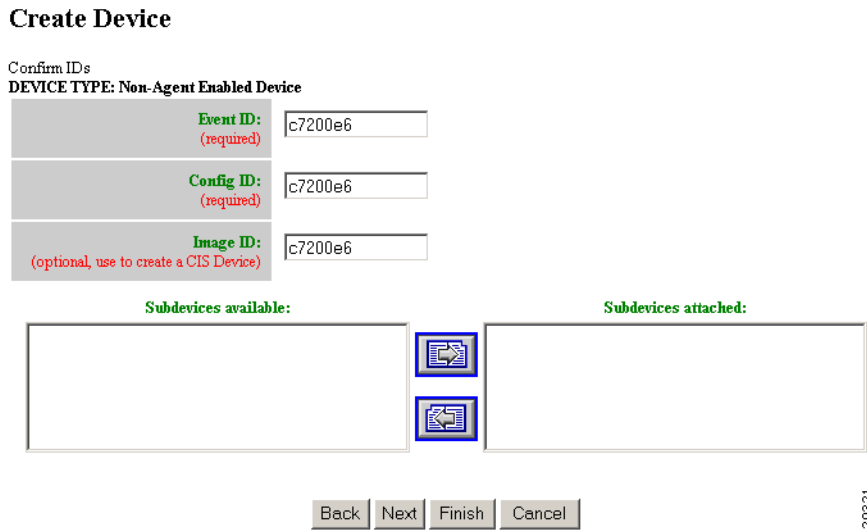 Create Device
Confirm IDs
DEVICE TYPE: Non-Agent Enabled Device
Event ID:
(required)
c7200e6
Config ID:
(required)
c7200e6
Image ID:
(optional, use to create a CIS Device)
c7200e6
Subdevices available:
Subdevices attached:
Back
Next
Finish
Cancel